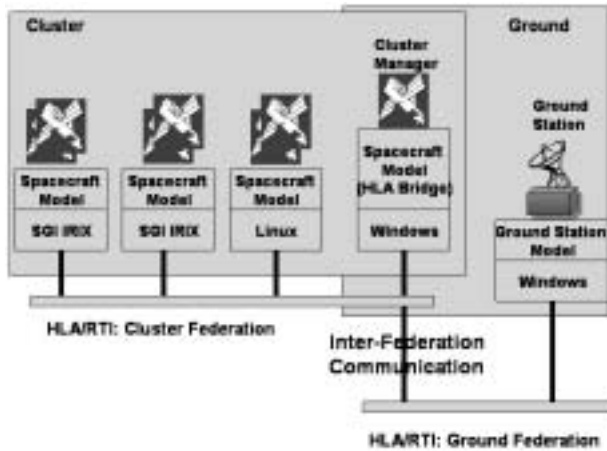 Cluster
Ground
Cluster
Manager
Ground
Station
Spacecraft
Model
SGI IRIX
Spacecraft
Model
SGI IRIX
Spacecraft
Model
Linux
Spacecraft
Model
(HLA Bridge)
Windows
Ground Station
Model
Windows
HLA/RTI: Cluster Federation
Inter-Federation
Communication
HLA/RTI: Ground Federation